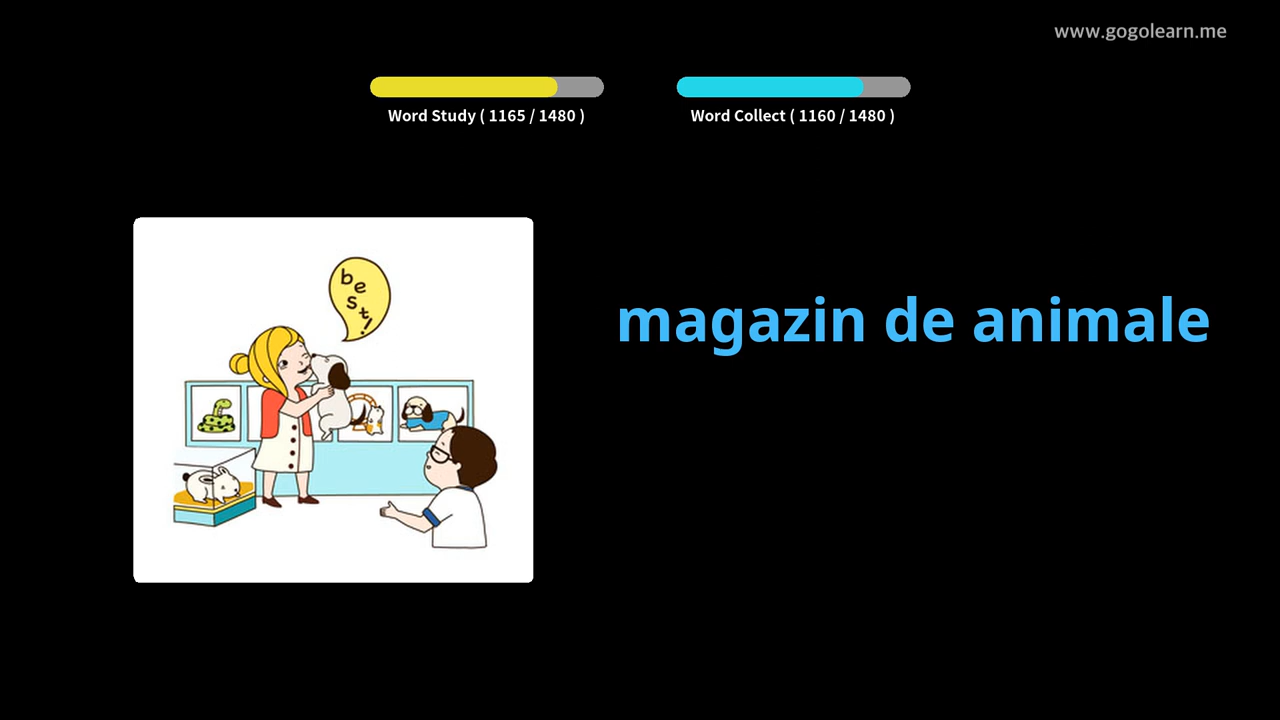 www.gogolearn.me
Word Study ( 1165 / 1480 )
Word Collect ( 1160 / 1480 )
best!
magazin de animale